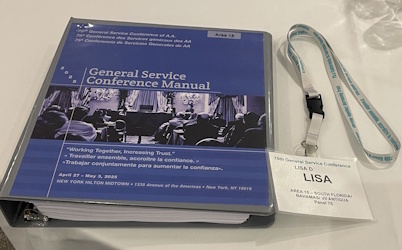 75th General Service Conference of A.A.
75e Conférence des Services généraux des AA
75a Conferencia de Servicios Generales de AA
Area 15
2025
General Service
Conference Manual
"Working Together, Increasing Trust."
« Travailler ensemble, accroître la confiance. »
«Trabajar conjuntamente para aumentar la confianza».
April 27 – May 3, 2025
NEW YORK HILTON MIDTOWN • 1335 Avenue of the Americas • New York, NY 10019
75th General Service Conference
LISA D
LISA
AREA 15 – SOUTH FLORIDA/
BAHAMAS/ VI/ ANTIGUA
Panel 75